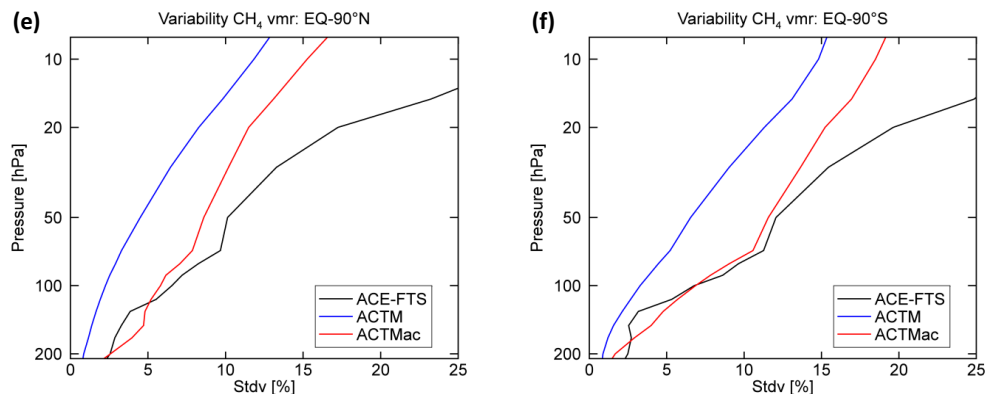 (e)
Variability CH₄ vmr: EQ-90°N
Pressure [hPa]
10
20
50
100
200
ACE-FTS
ACTM
ACTMac
0 5 10 15 20 25
Stdv [%]
(f)
Variability CH₄ vmr: EQ-90°S
Pressure [hPa]
10
20
50
100
200
ACE-FTS
ACTM
ACTMac
0 5 10 15 20 25
Stdv [%]